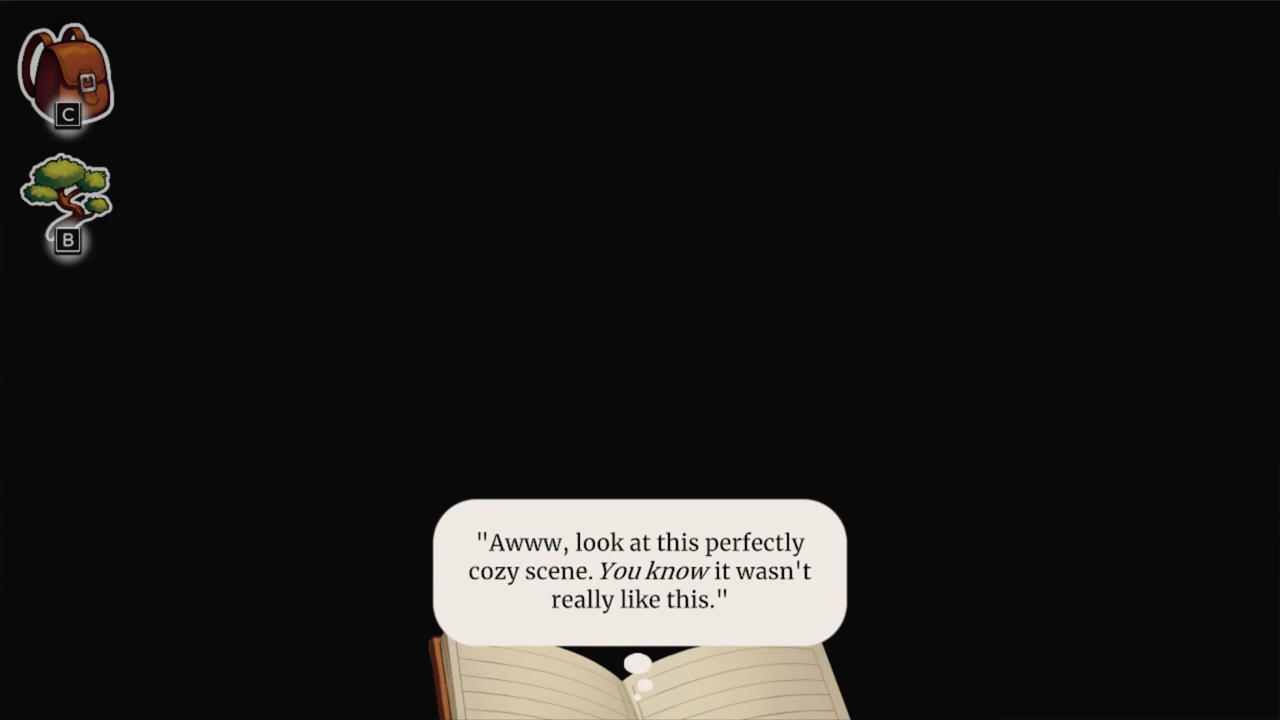 C
B
"Awww, look at this perfectly
cozy scene. You know it wasn't
really like this."